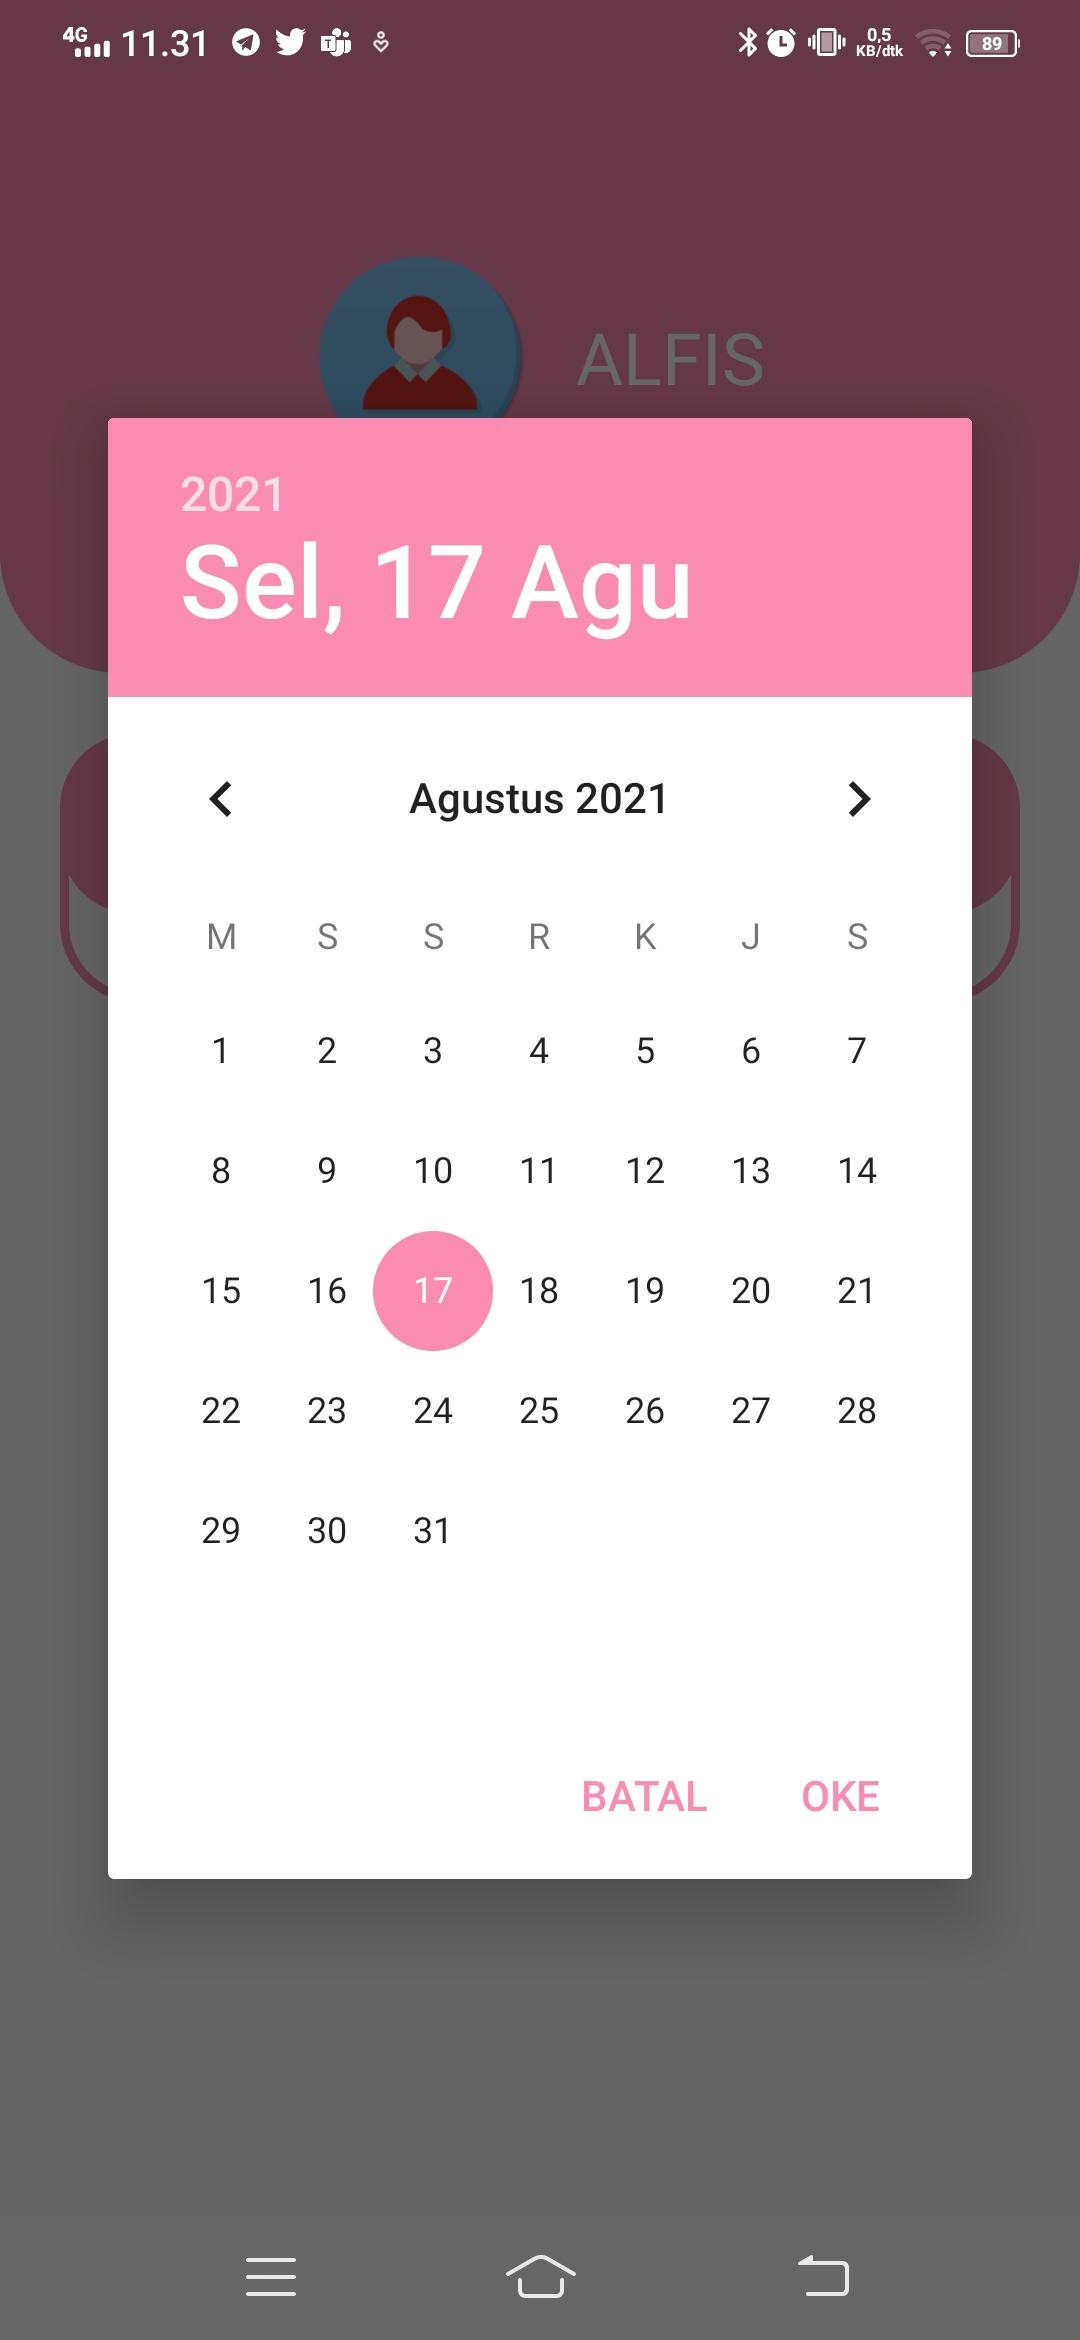 4G 11.31 0,5 KB/dtk 89
ALFIS
2021
Sel, 17 Agu
Agustus 2021
M S S R K J S
1 2 3 4 5 6 7
8 9 10 11 12 13 14
15 16 17 18 19 20 21
22 23 24 25 26 27 28
29 30 31
BATAL OKE